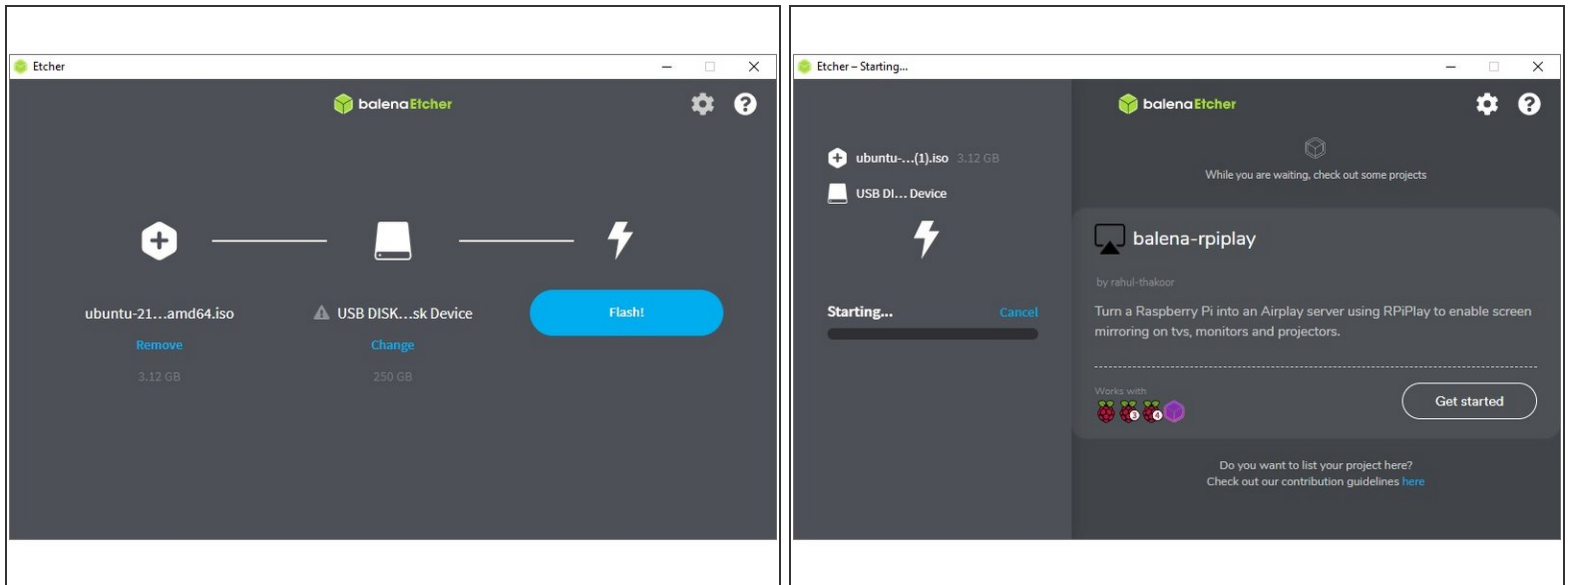 Etcher
balenaEtcher
ubuntu-21...amd64.iso
USB DISK...sk Device
Flash!
Remove
Change
3.12 GB
250 GB
Etcher – Starting...
balenaEtcher
ubuntu-...(1).iso 3.12 GB
USB DI... Device
Starting...
Cancel
While you are waiting, check out some projects
balena-rpiplay
by rahul-thakoor
Turn a Raspberry Pi into an Airplay server using RPiPlay to enable screen
mirroring on tvs, monitors and projectors.
Works with
3
4
Get started
Do you want to list your project here?
Check out our contribution guidelines here